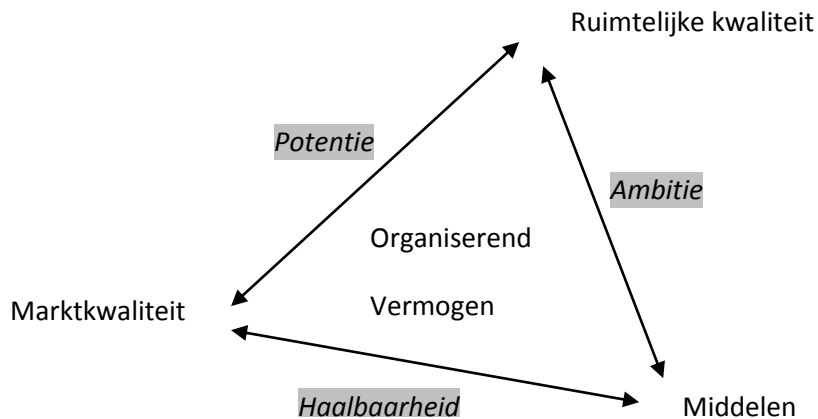 Ruimtelijke kwaliteit
Potentie
Ambitie
Organiserend
Vermogen
Marktkwaliteit
Haalbaarheid
Middelen